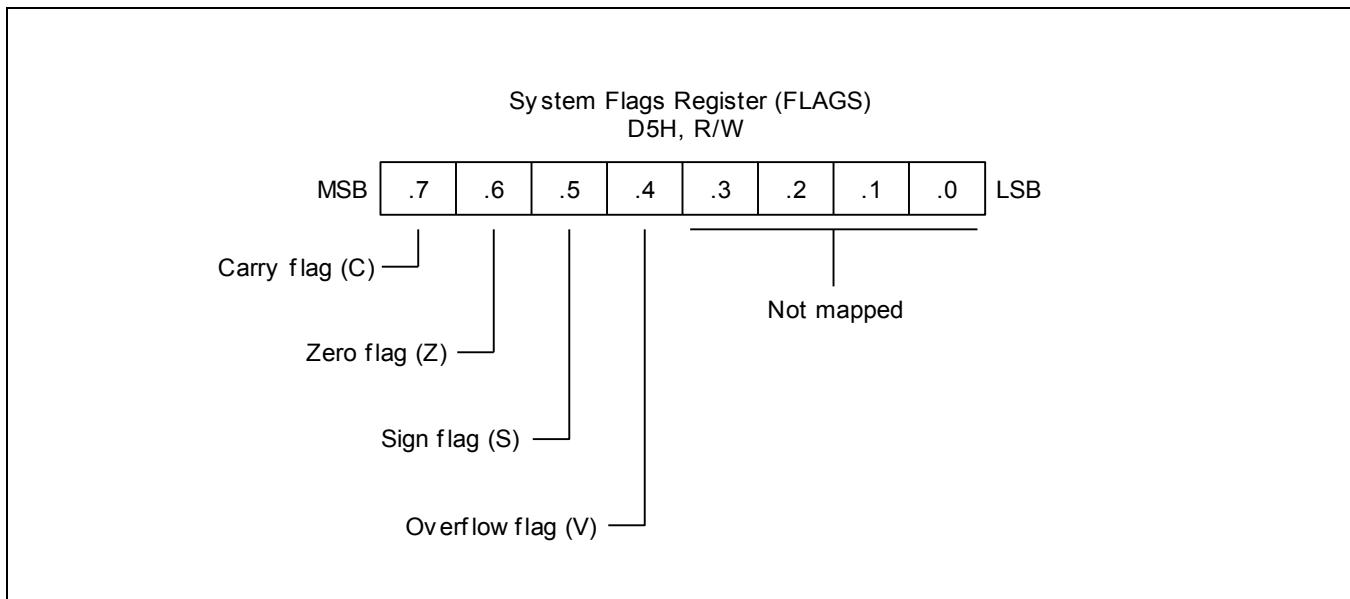 System Flags Register (FLAGS)
D5H, R/W
MSB .7 .6 .5 .4 .3 .2 .1 .0 LSB
Carry flag (C)
Not mapped
Zero flag (Z)
Sign flag (S)
Overflow flag (V)